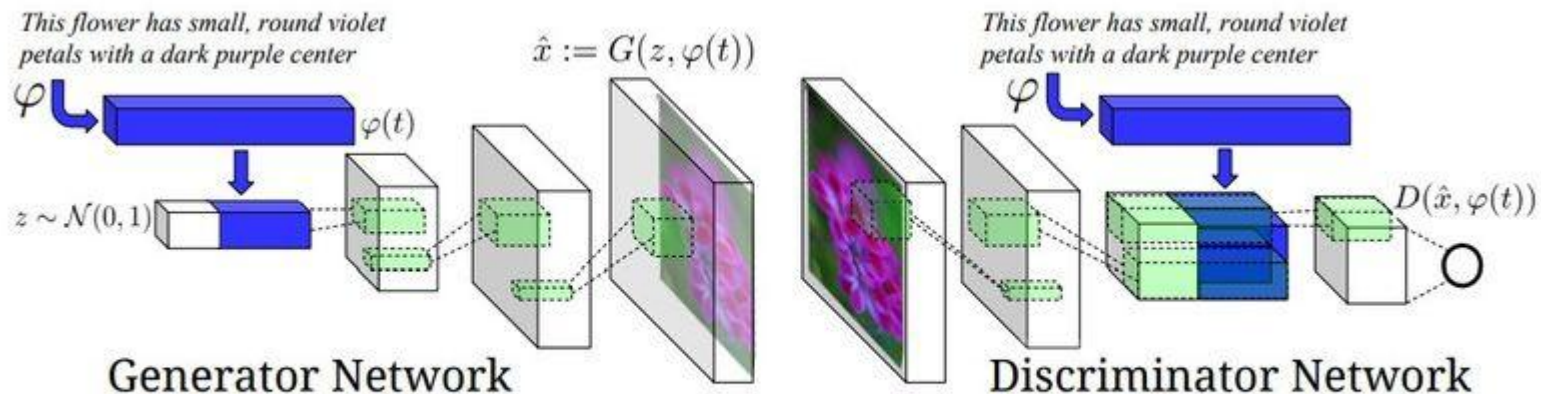 This flower has small, round violet
petals with a dark purple center
φ
φ(t)
z ∼ 𝒩(0, 1)
x̂ := G(z, φ(t))
Generator Network
This flower has small, round violet
petals with a dark purple center
φ
D(x̂, φ(t))
Discriminator Network